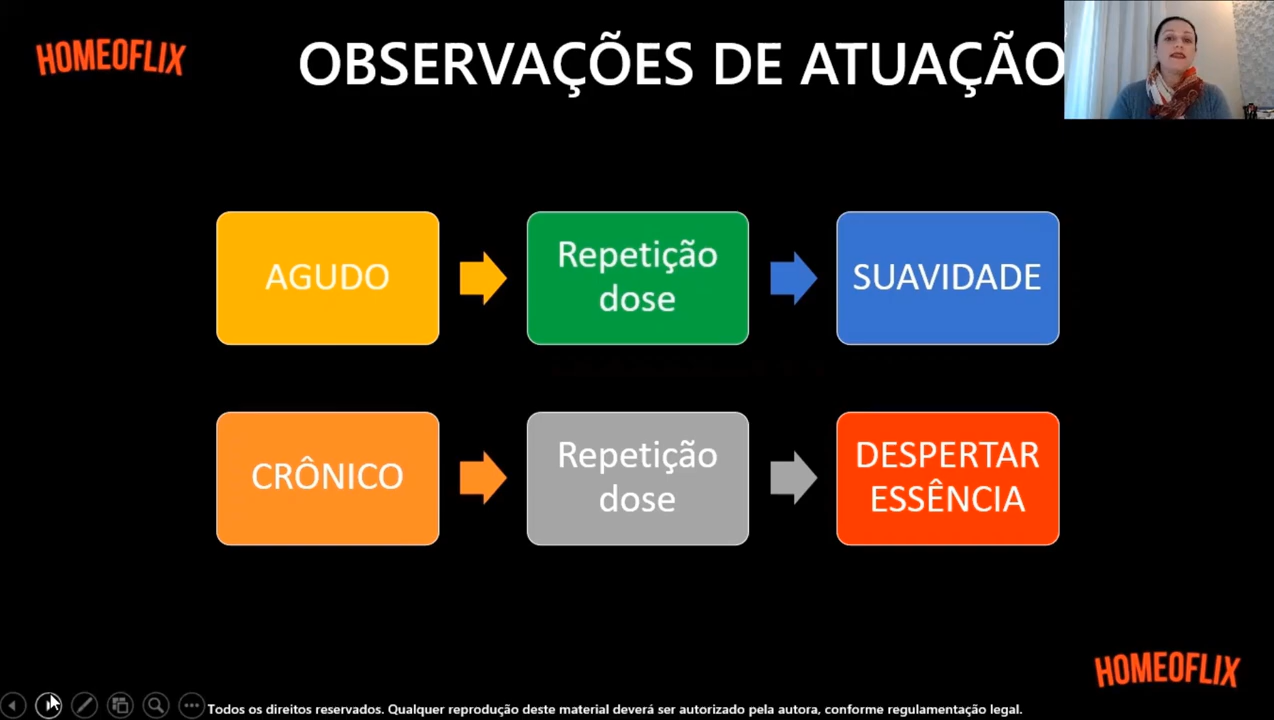 HOMEOFLIX
OBSERVAÇÕES DE ATUAÇÃO
AGUDO
Repetição
dose
SUAVIDADE
CRÔNICO
Repetição
dose
DESPERTAR
ESSÊNCIA
HOMEOFLIX
Todos os direitos reservados. Qualquer reprodução deste material deverá ser autorizado pela autora, conforme regulamentação legal.